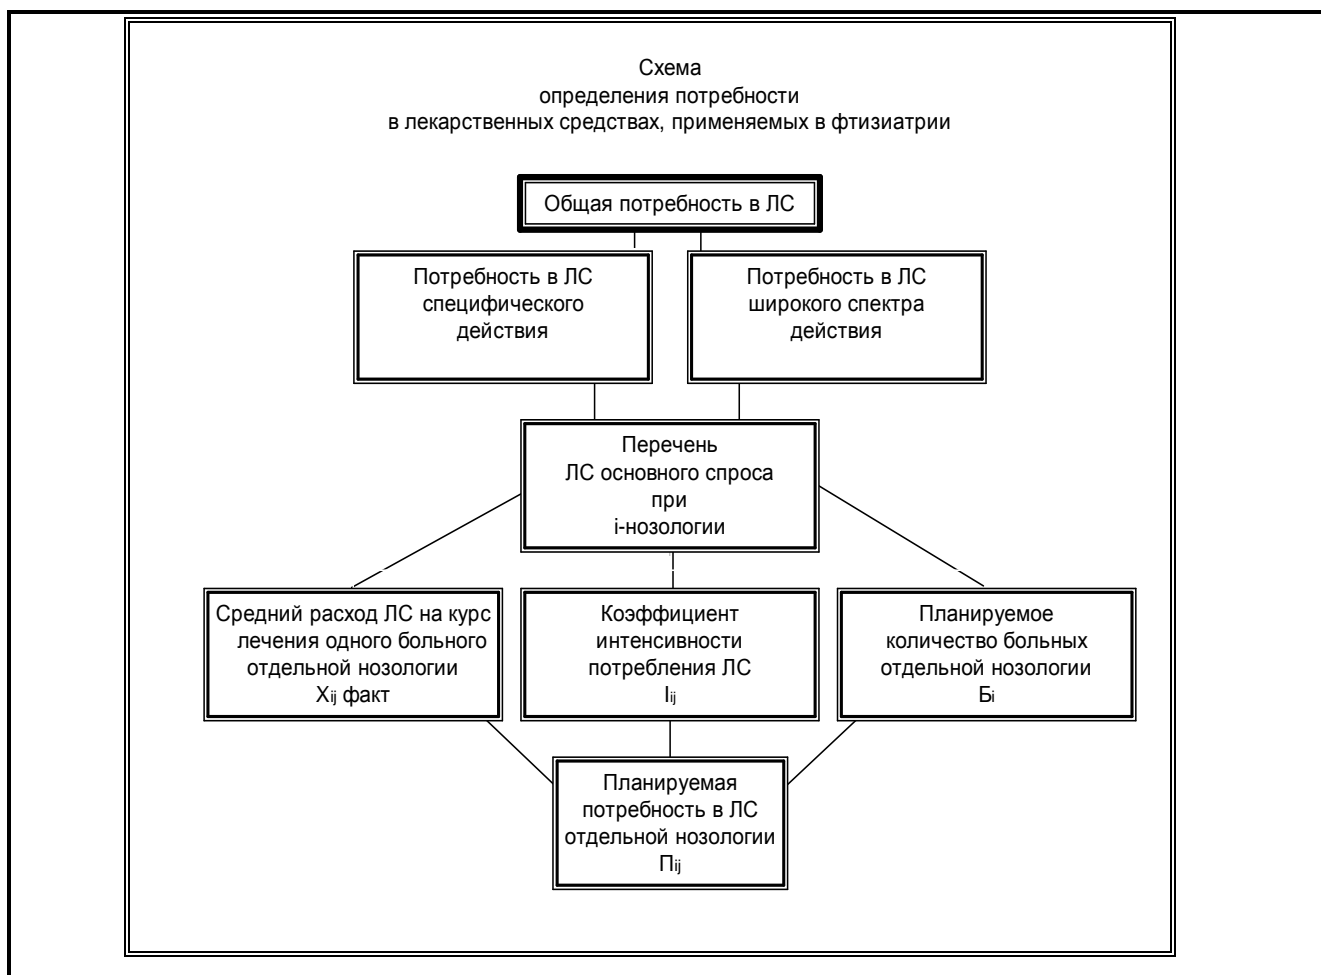 Схема
определения потребности
в лекарственных средствах, применяемых в фтизиатрии
Общая потребность в ЛС
Потребность в ЛС
специфического
действия
Потребность в ЛС
широкого спектра
действия
Перечень
ЛС основного спроса
при
i-нозологии
Средний расход ЛС на курс
лечения одного больного
отдельной нозологии
Xij факт
Коэффициент
интенсивности
потребления ЛС
Iij
Планируемое
количество больных
отдельной нозологии
Бi
Планируемая
потребность в ЛС
отдельной нозологии
Пij